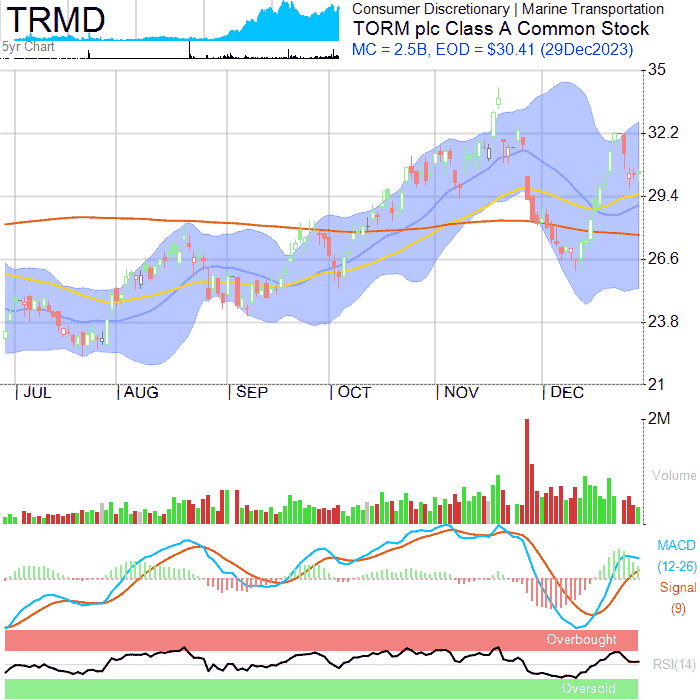 TRMD
5yr Chart
Consumer Discretionary | Marine Transportation
TORM plc Class A Common Stock
MC = 2.5B, EOD = $30.41 (29Dec2023)
35
32.2
29.4
26.6
23.8
21
JUL AUG SEP OCT NOV DEC
2M
Volume
MACD
(12-26)
Signal
(9)
Overbought
RSI(14)
Oversold